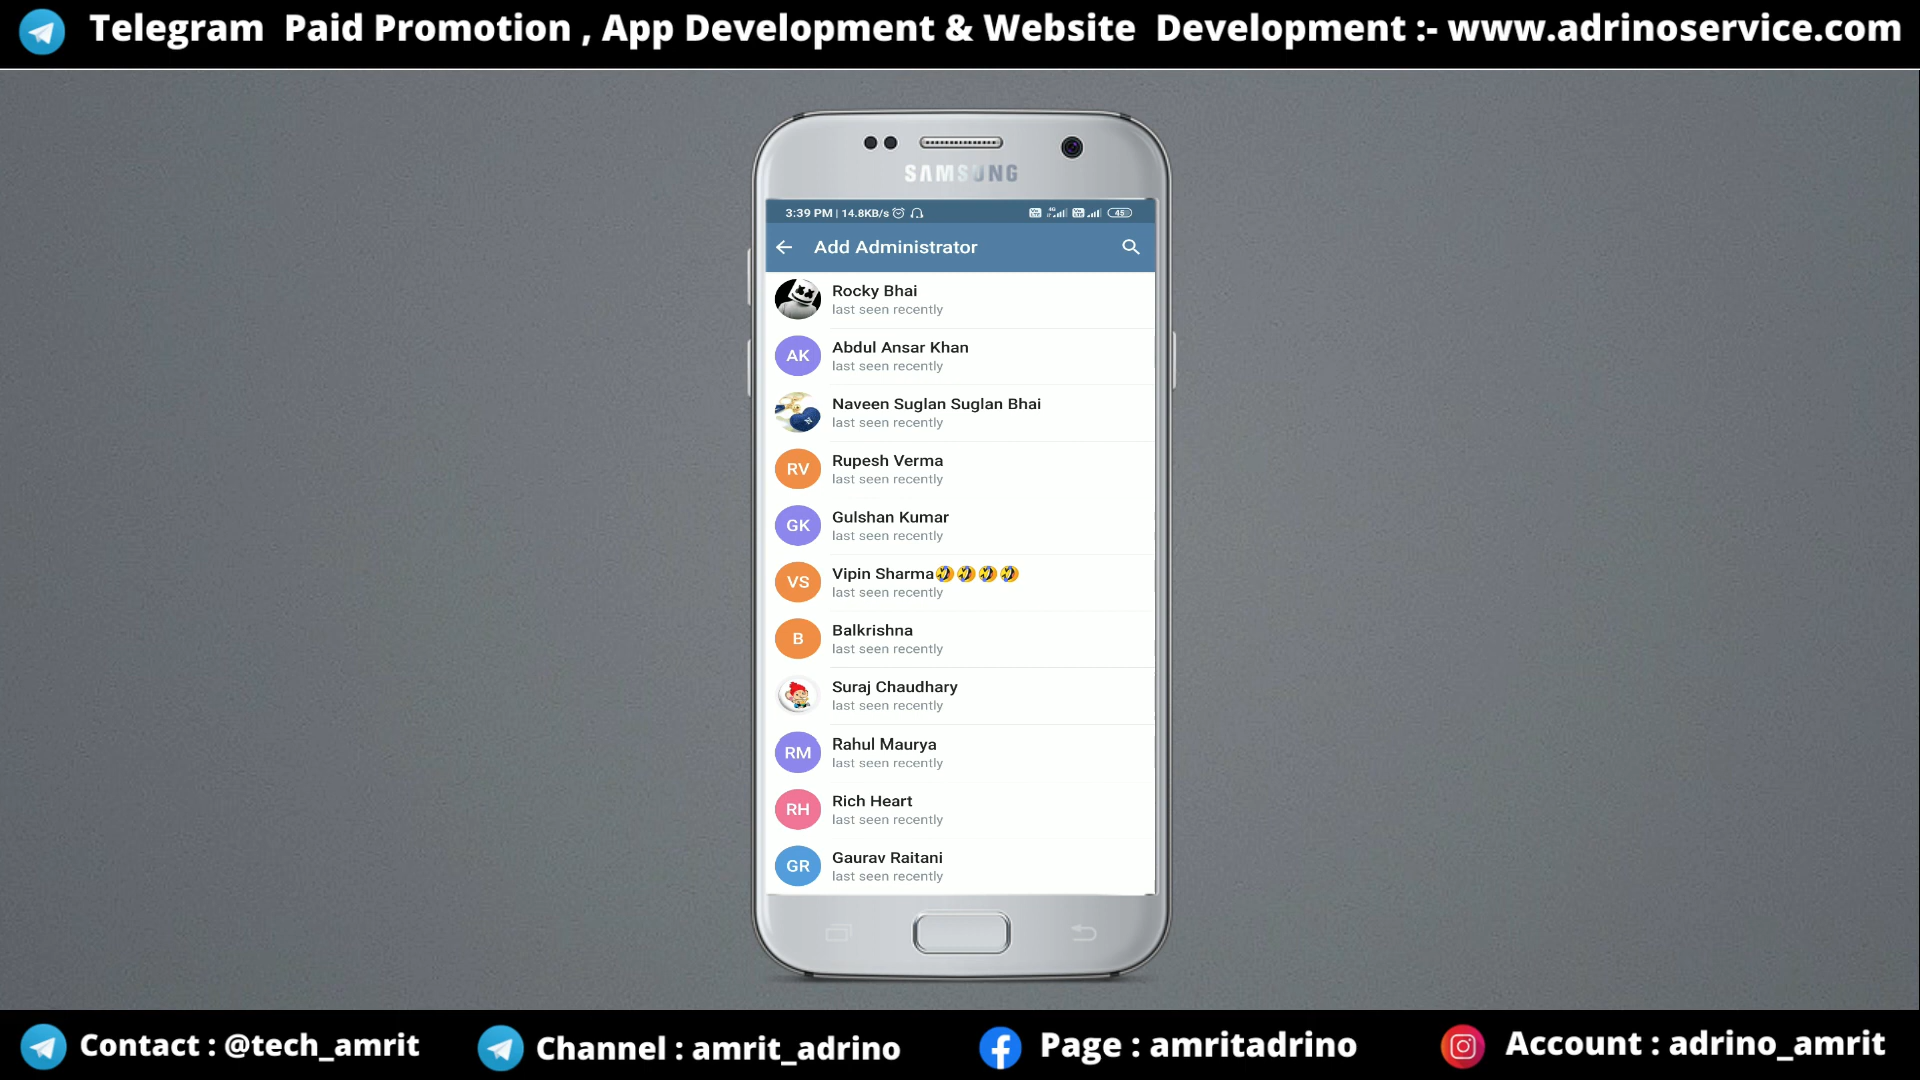 Telegram Paid Promotion , App Development & Website Development :- www.adrinoservice.com
SAMSUNG
3:39 PM | 14.8KB/s 4G 45
Add Administrator
Rocky Bhai
last seen recently
AK
Abdul Ansar Khan
last seen recently
Naveen Suglan Suglan Bhai
last seen recently
RV
Rupesh Verma
last seen recently
GK
Gulshan Kumar
last seen recently
VS
Vipin Sharma🤣🤣🤣🤣
last seen recently
B
Balkrishna
last seen recently
Suraj Chaudhary
last seen recently
RM
Rahul Maurya
last seen recently
RH
Rich Heart
last seen recently
GR
Gaurav Raitani
last seen recently
Contact : @tech_amrit
Channel : amrit_adrino
Page : amritadrino
Account : adrino_amrit